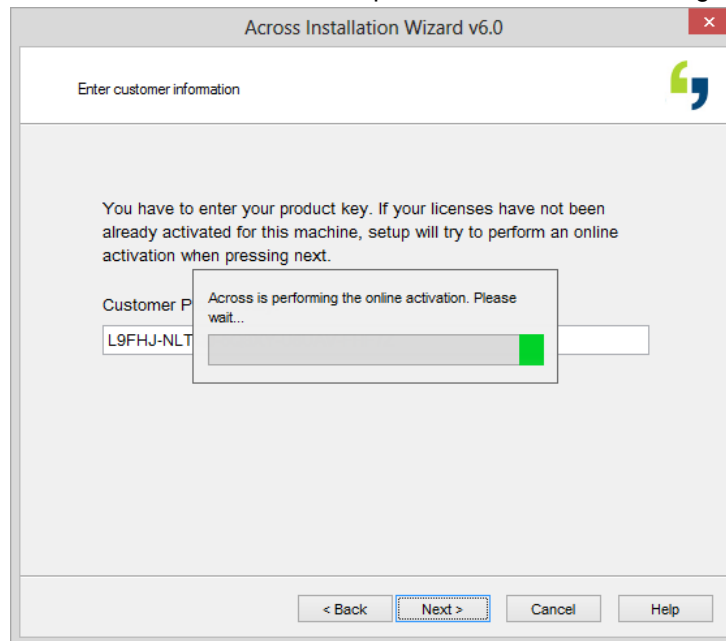 Across Installation Wizard v6.0
Enter customer information
You have to enter your product key. If your licenses have not been
already activated for this machine, setup will try to perform an online
activation when pressing next.
Customer P
Across is performing the online activation. Please
wait...
L9FHJ-NLT
< Back Next > Cancel Help